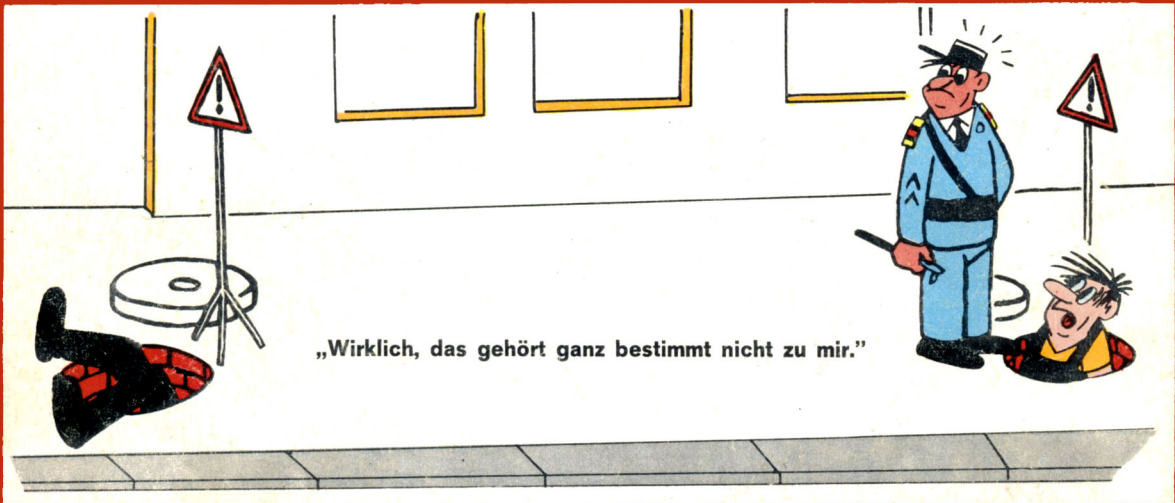 „Wirklich, das gehört ganz bestimmt nicht zu mir.”